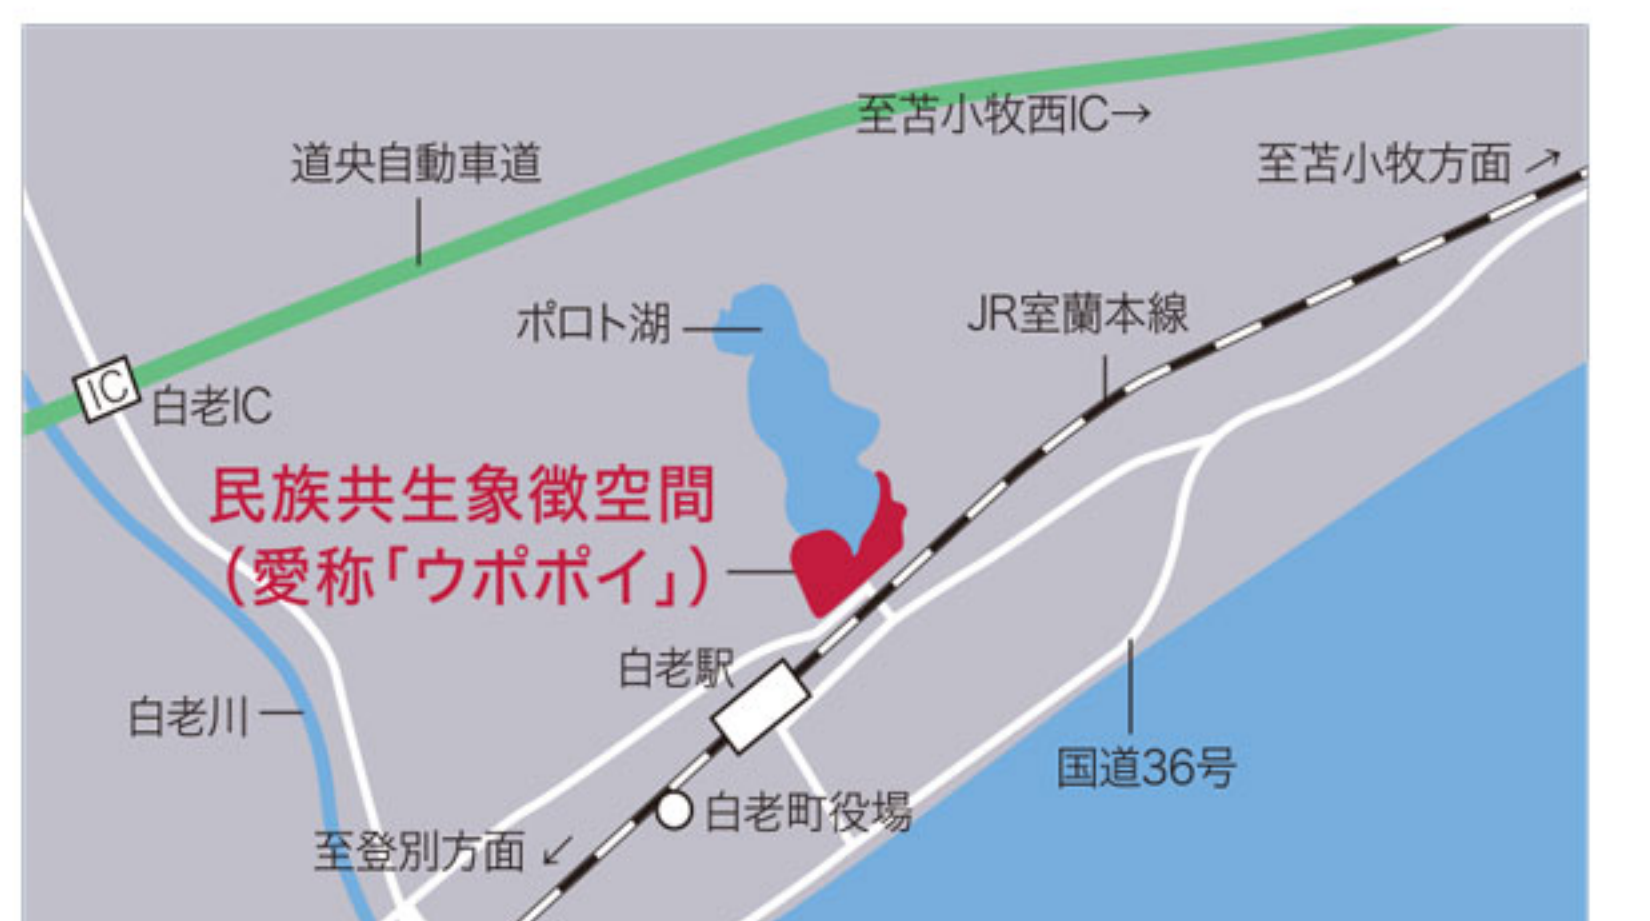 至苫小牧西IC→
道央自動車道
至苫小牧方面↗
ポロト湖
JR室蘭本線
IC
白老IC
民族共生象徴空間
（愛称「ウポポイ」）
白老駅
白老川
国道36号
白老町役場
至登別方面↙